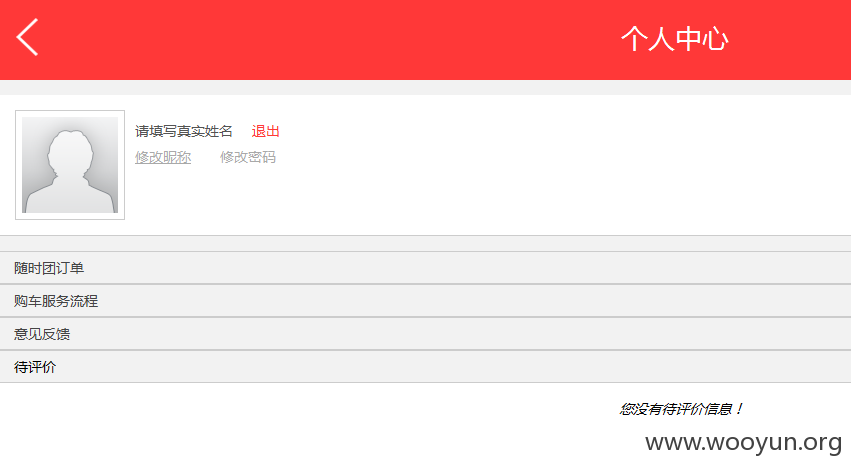 个人中心
请填写真实姓名 退出
修改昵称 修改密码
随时团订单
购车服务流程
意见反馈
待评价
您没有待评价信息！
www.wooyun.org